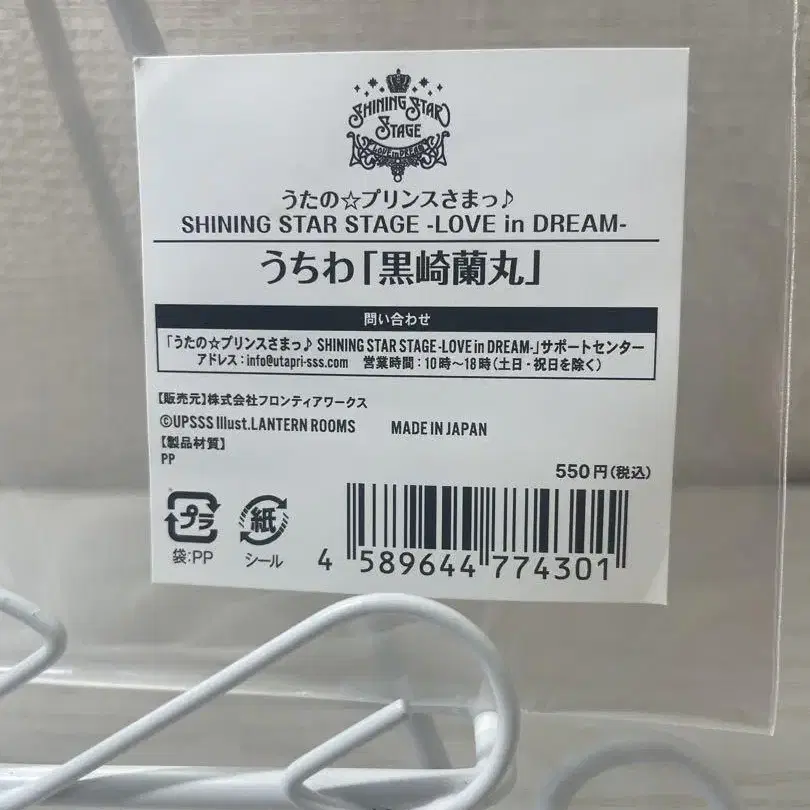 SHINING STAR
STAGE
LOVE in DREAM
うたの☆プリンスさまっ♪
SHINING STAR STAGE -LOVE in DREAM-
うちわ「黒崎蘭丸」
問い合わせ
「うたの☆プリンスさまっ♪ SHINING STAR STAGE -LOVE in DREAM-」サポートセンター
アドレス：info@utapri-sss.com 営業時間：10時～18時(土日・祝日を除く)
【販売元】株式会社フロンティアワークス
©UPSSS Illust.LANTERN ROOMS MADE IN JAPAN
【製品材質】
PP
550円(税込)
プラ
袋:PP
紙
シール
4 589644 774301